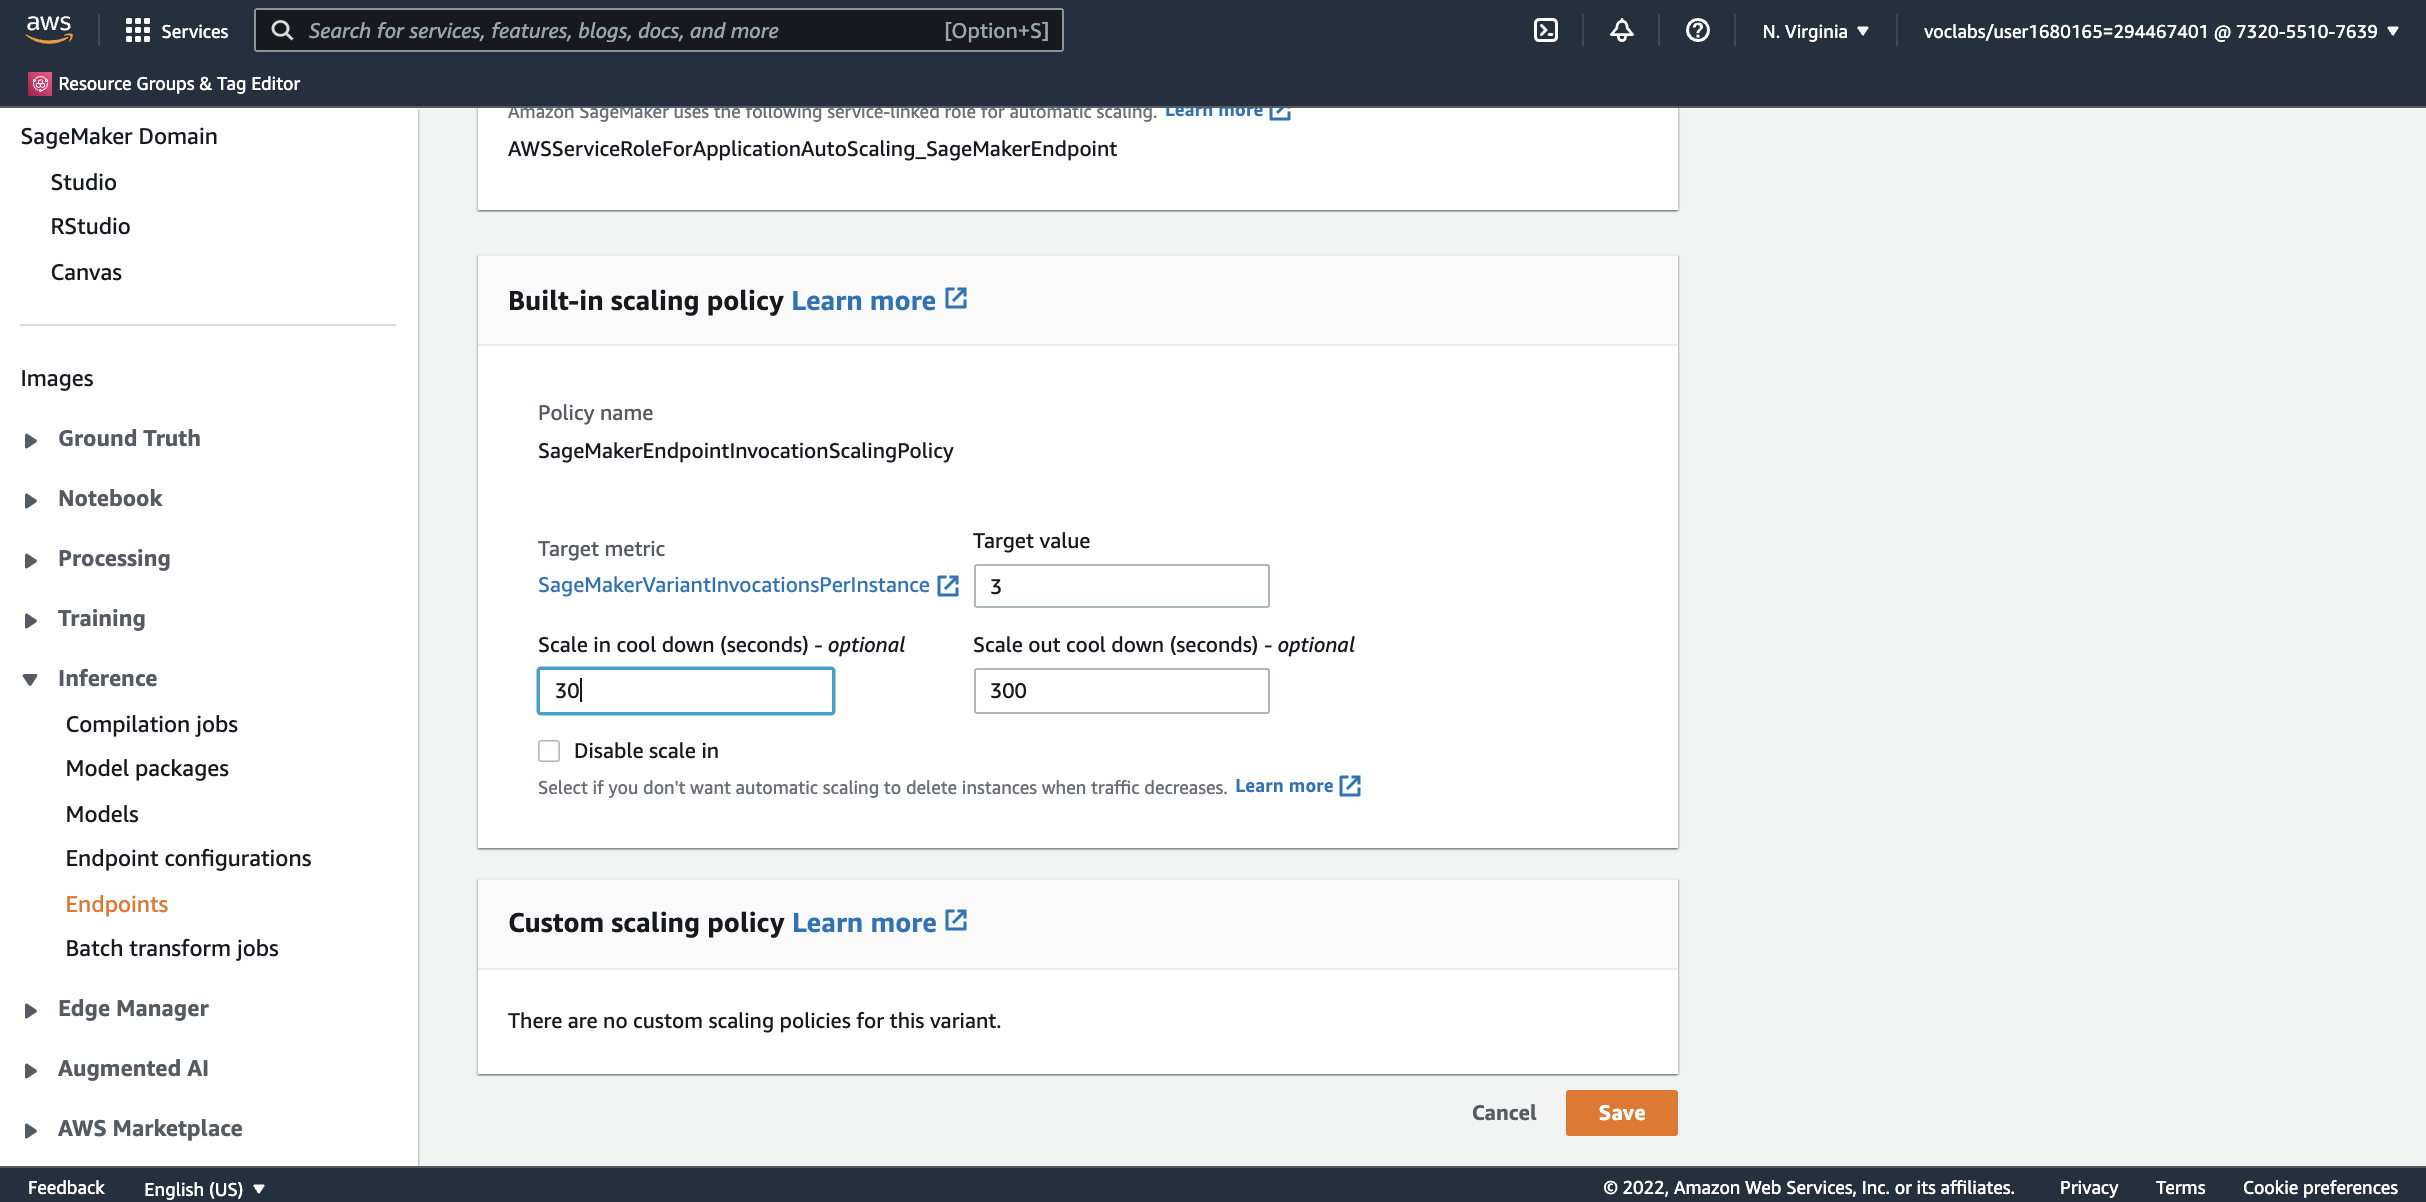 aws
Services
Search for services, features, blogs, docs, and more [Option+S]
N. Virginia ▼
voclabs/user1680165=294467401 @ 7320-5510-7639 ▼
Resource Groups & Tag Editor
SageMaker Domain
Studio
RStudio
Canvas
Images
Ground Truth
Notebook
Processing
Training
Inference
Compilation jobs
Model packages
Models
Endpoint configurations
Endpoints
Batch transform jobs
Edge Manager
Augmented AI
AWS Marketplace
Amazon SageMaker uses the following service-linked role for automatic scaling. Learn more
AWSServiceRoleForApplicationAutoScaling_SageMakerEndpoint
Built-in scaling policy Learn more
Policy name
SageMakerEndpointInvocationScalingPolicy
Target metric
SageMakerVariantInvocationsPerInstance
Target value
3
Scale in cool down (seconds) - optional
30
Scale out cool down (seconds) - optional
300
Disable scale in
Select if you don't want automatic scaling to delete instances when traffic decreases. Learn more
Custom scaling policy Learn more
There are no custom scaling policies for this variant.
Cancel
Save
Feedback
English (US) ▼
© 2022, Amazon Web Services, Inc. or its affiliates.
Privacy
Terms
Cookie preferences